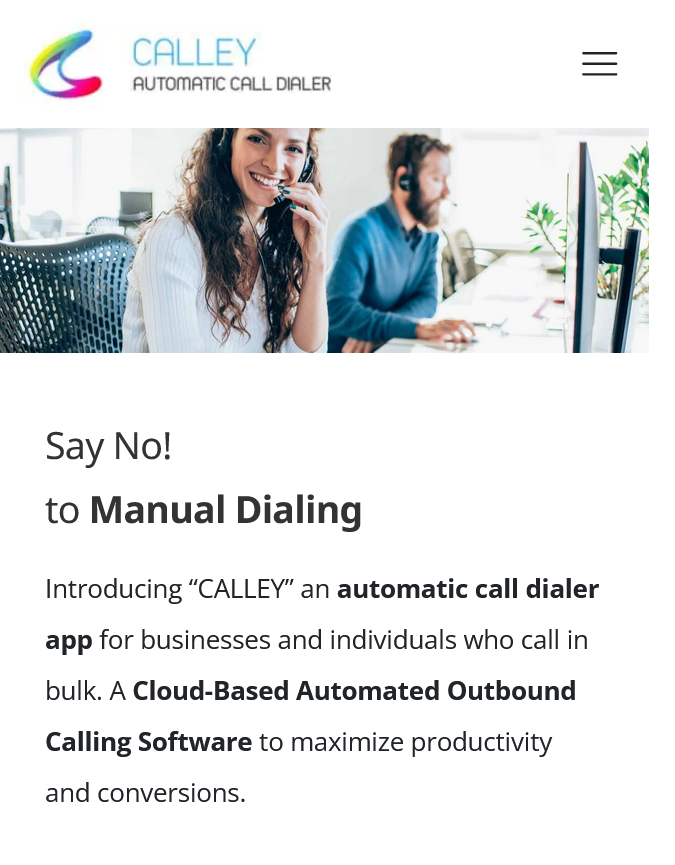 CALLEY
AUTOMATIC CALL DIALER
Say No!
to Manual Dialing
Introducing “CALLEY” an automatic call dialer
app for businesses and individuals who call in
bulk. A Cloud-Based Automated Outbound
Calling Software to maximize productivity
and conversions.